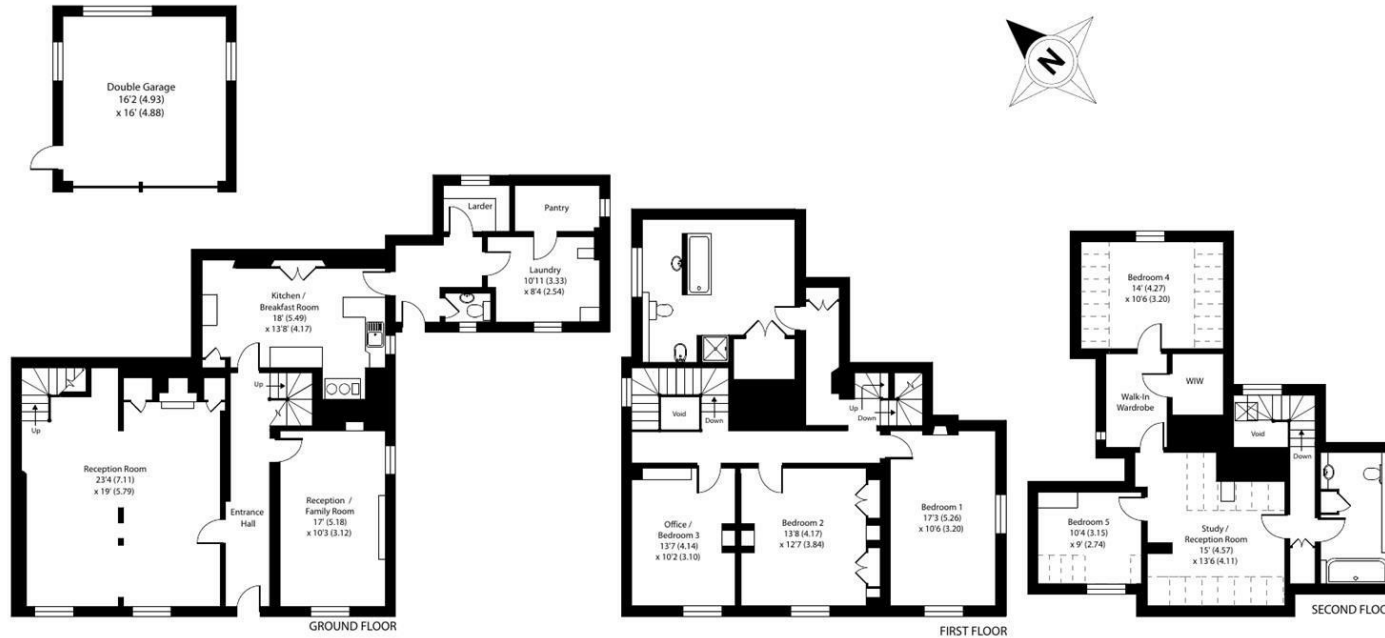 Double Garage
16'2 (4.93)
x 16' (4.88)
N
Larder
Pantry
Laundry
10'11 (3.33)
x 8'4 (2.54)
Kitchen /
Breakfast Room
18' (5.49)
x 13'8' (4.17)
Up
Up
Reception Room
23'4 (7.11)
x 19' (5.79)
Entrance
Hall
Reception /
Family Room
17' (5.18)
x 10'3 (3.12)
GROUND FLOOR
Void
Down
Up
Down
Office /
Bedroom 3
13'7 (4.14)
x 10'2 (3.10)
Bedroom 2
13'8 (4.17)
x 12'7 (3.84)
Bedroom 1
17'3 (5.26)
x 10'6 (3.20)
FIRST FLOOR
Bedroom 4
14' (4.27)
x 10'6 (3.20)
Walk-In
Wardrobe
WIW
Void
Down
Bedroom 5
10'4 (3.15)
x 9' (2.74)
Study /
Reception Room
15' (4.57)
x 13'6 (4.11)
SECOND FLOO